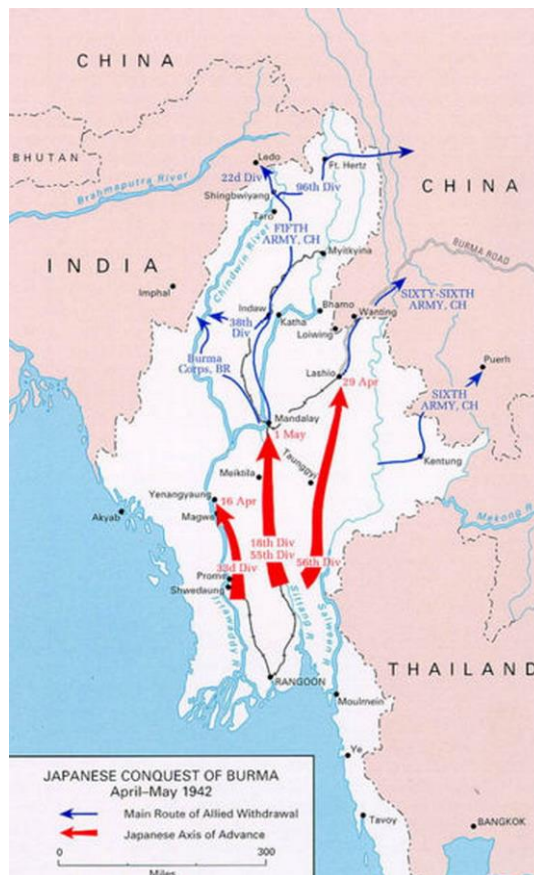 CHINA
BHUTAN
Brahmaputra River
Ledo
22d Div
Ft. Hertz
96th Div
Shingbwiyang
Taro
CHINA
FIFTH
ARMY, CH
Chindwin River
Myitkyina
INDIA
BURMA
ROAD
Imphal
SIXTY-SIXTH
ARMY, CH
Indaw
Katha
Bhamo
Wanting
38th
Div
Loiwing
Burma
Corps, BR
Puerh
Lashio
29 Apr
SIXTH
ARMY, CH
Mandalay
1 May
Kentung
Meiktila
Taunggyi
Yenangyaung
16 Apr
Akyab
Magwe
Mekong R
18th Div
55th Div
33d Div
56th Div
Prome
Shwedaung
Irrawaddy R
Sittang R
Salween R
THAILAND
RANGOON
Moulmein
Ye
Tavoy
BANGKOK
JAPANESE CONQUEST OF BURMA
April–May 1942
Main Route of Allied Withdrawal
Japanese Axis of Advance
0 300
Miles